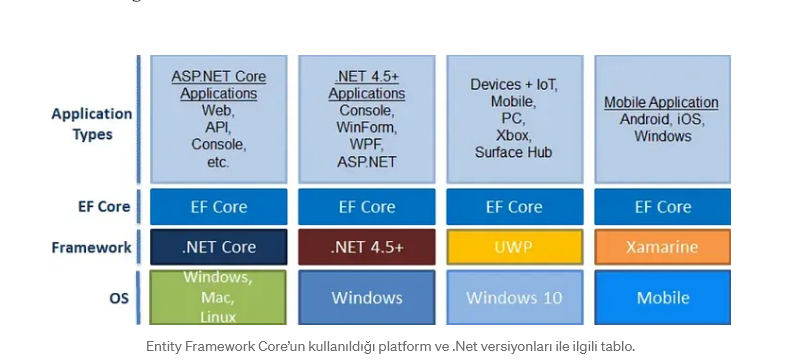 Application
Types
ASP.NET Core
Applications
Web,
API,
Console,
etc.
.NET 4.5+
Applications
Console,
WinForm,
WPF,
ASP.NET
Devices + IoT,
Mobile,
PC,
Xbox,
Surface Hub
Mobile Application
Android, iOS,
Windows
EF Core
EF Core
EF Core
EF Core
EF Core
Framework
.NET Core
.NET 4.5+
UWP
Xamarine
OS
Windows,
Mac,
Linux
Windows
Windows 10
Mobile
Entity Framework Core’un kullanıldığı platform ve .Net versiyonları ile ilgili tablo.